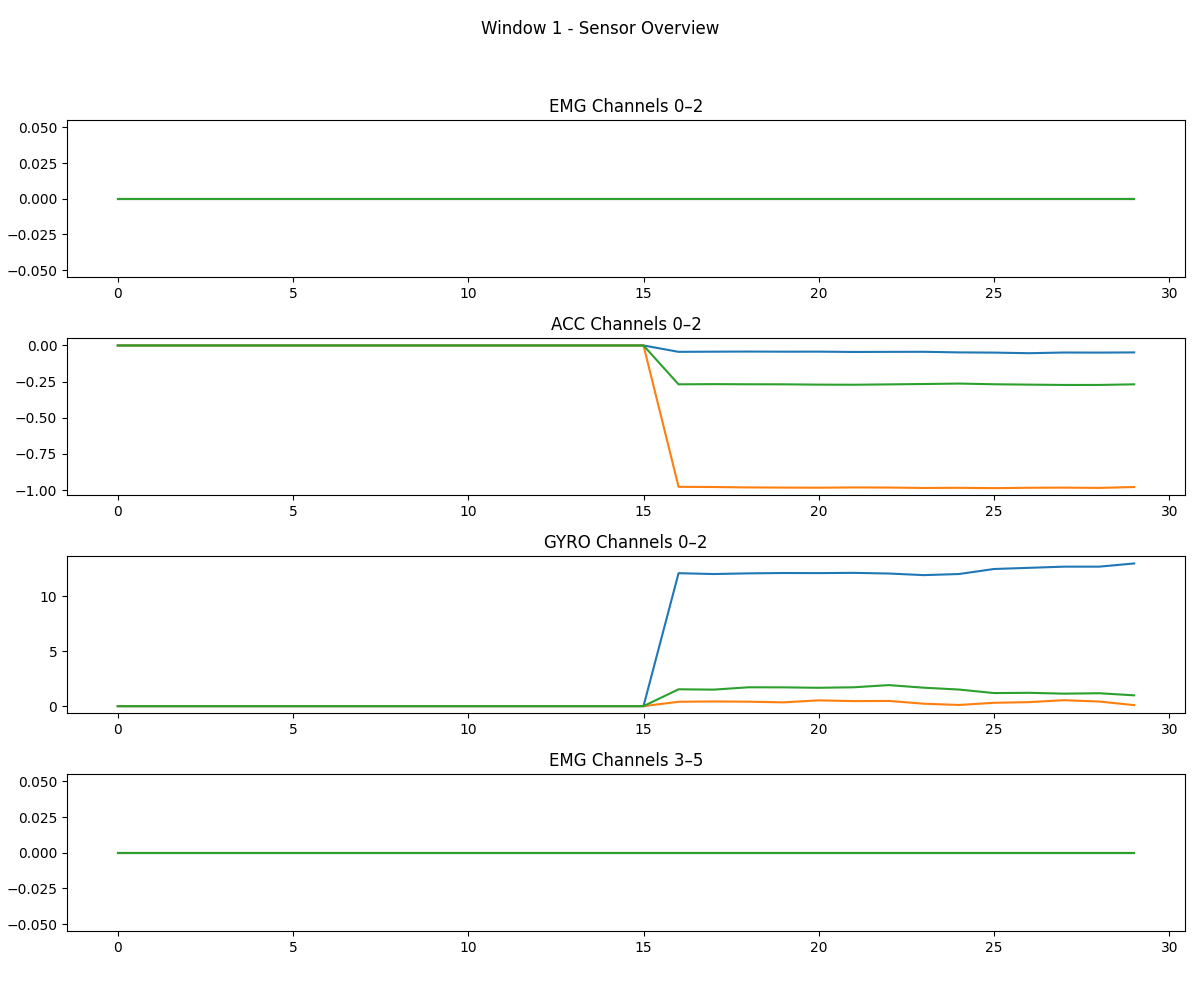 Window 1 - Sensor Overview
EMG Channels 0–2
0.050
0.025
0.000
−0.025
−0.050
0 5 10 15 20 25 30
ACC Channels 0–2
0.00
−0.25
−0.50
−0.75
−1.00
0 5 10 15 20 25 30
GYRO Channels 0–2
10
5
0
0 5 10 15 20 25 30
EMG Channels 3–5
0.050
0.025
0.000
−0.025
−0.050
0 5 10 15 20 25 30